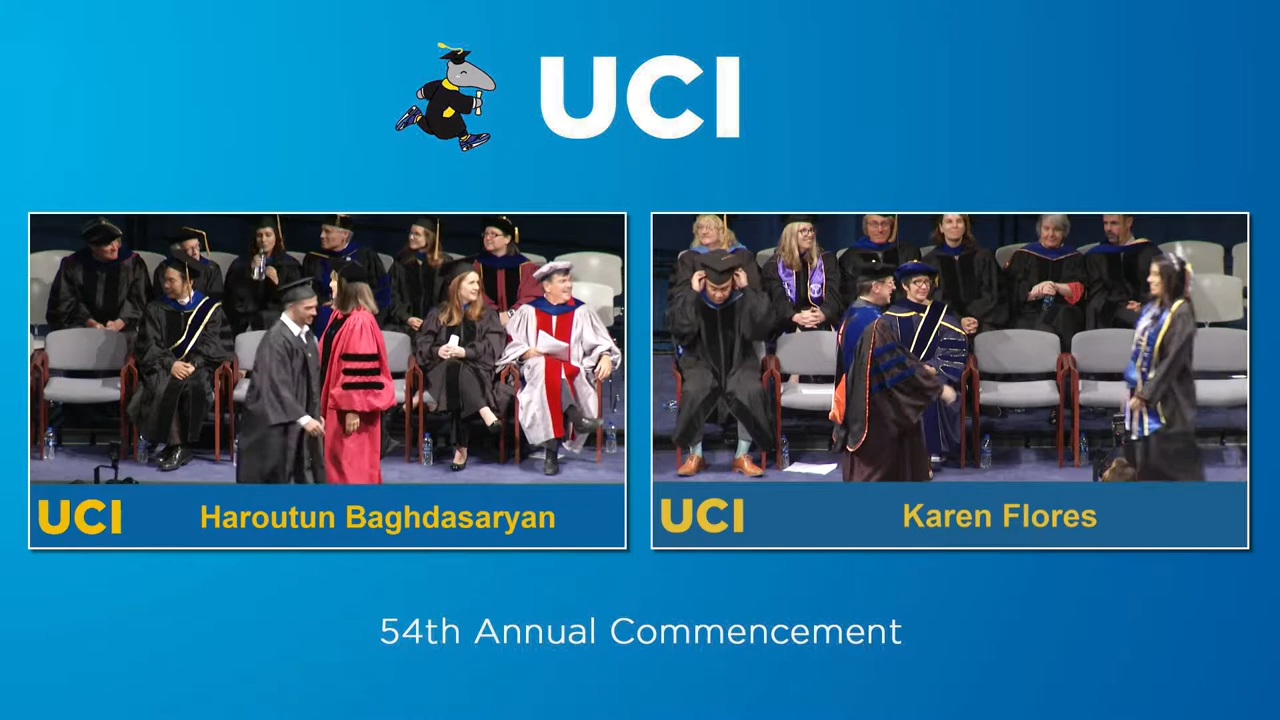 UCI
UCI
Haroutun Baghdasaryan
UCI
Karen Flores
54th Annual Commencement